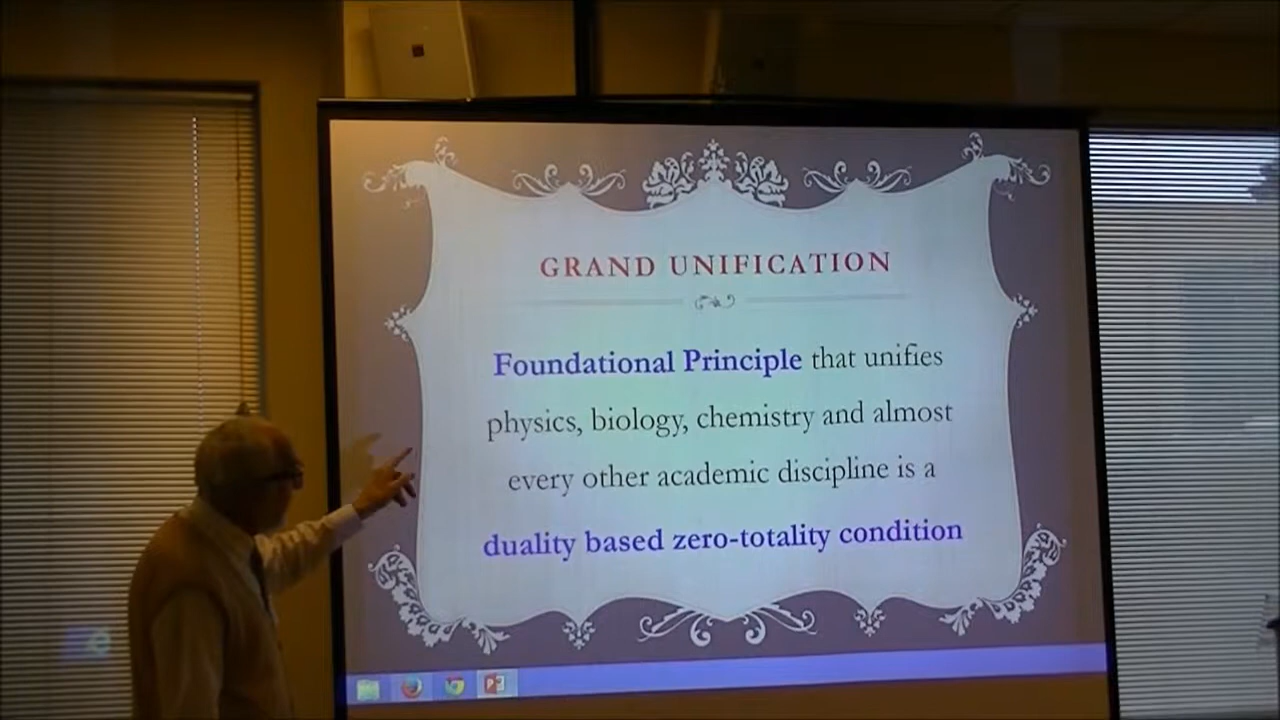 GRAND UNIFICATION
Foundational Principle that unifies
physics, biology, chemistry and almost
every other academic discipline is a
duality based zero-totality condition